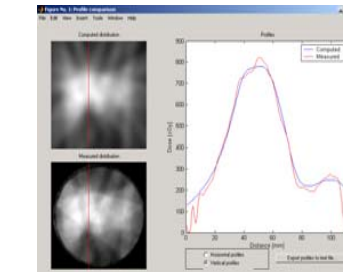 Figure No. 1: Profile comparison
File Edit View Insert Tools Window Help
Computed distribution
Measured distribution
Profiles
Computed
Measured
Dose [mGy]
900
800
700
600
500
400
300
200
100
0
0 20 40 60 80 100
Distance [mm]
Horizontal profiles
Vertical profiles
Export profiles to text file...